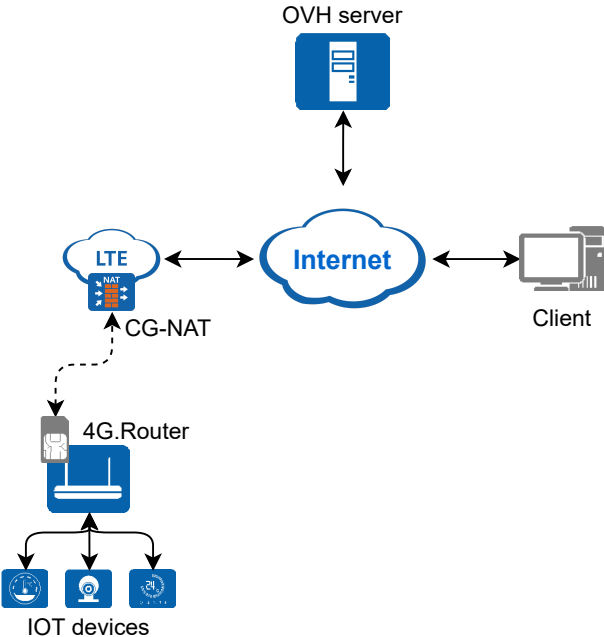 OVH server
LTE
Internet
NAT
CG-NAT
Client
4G.Router
24
IOT devices